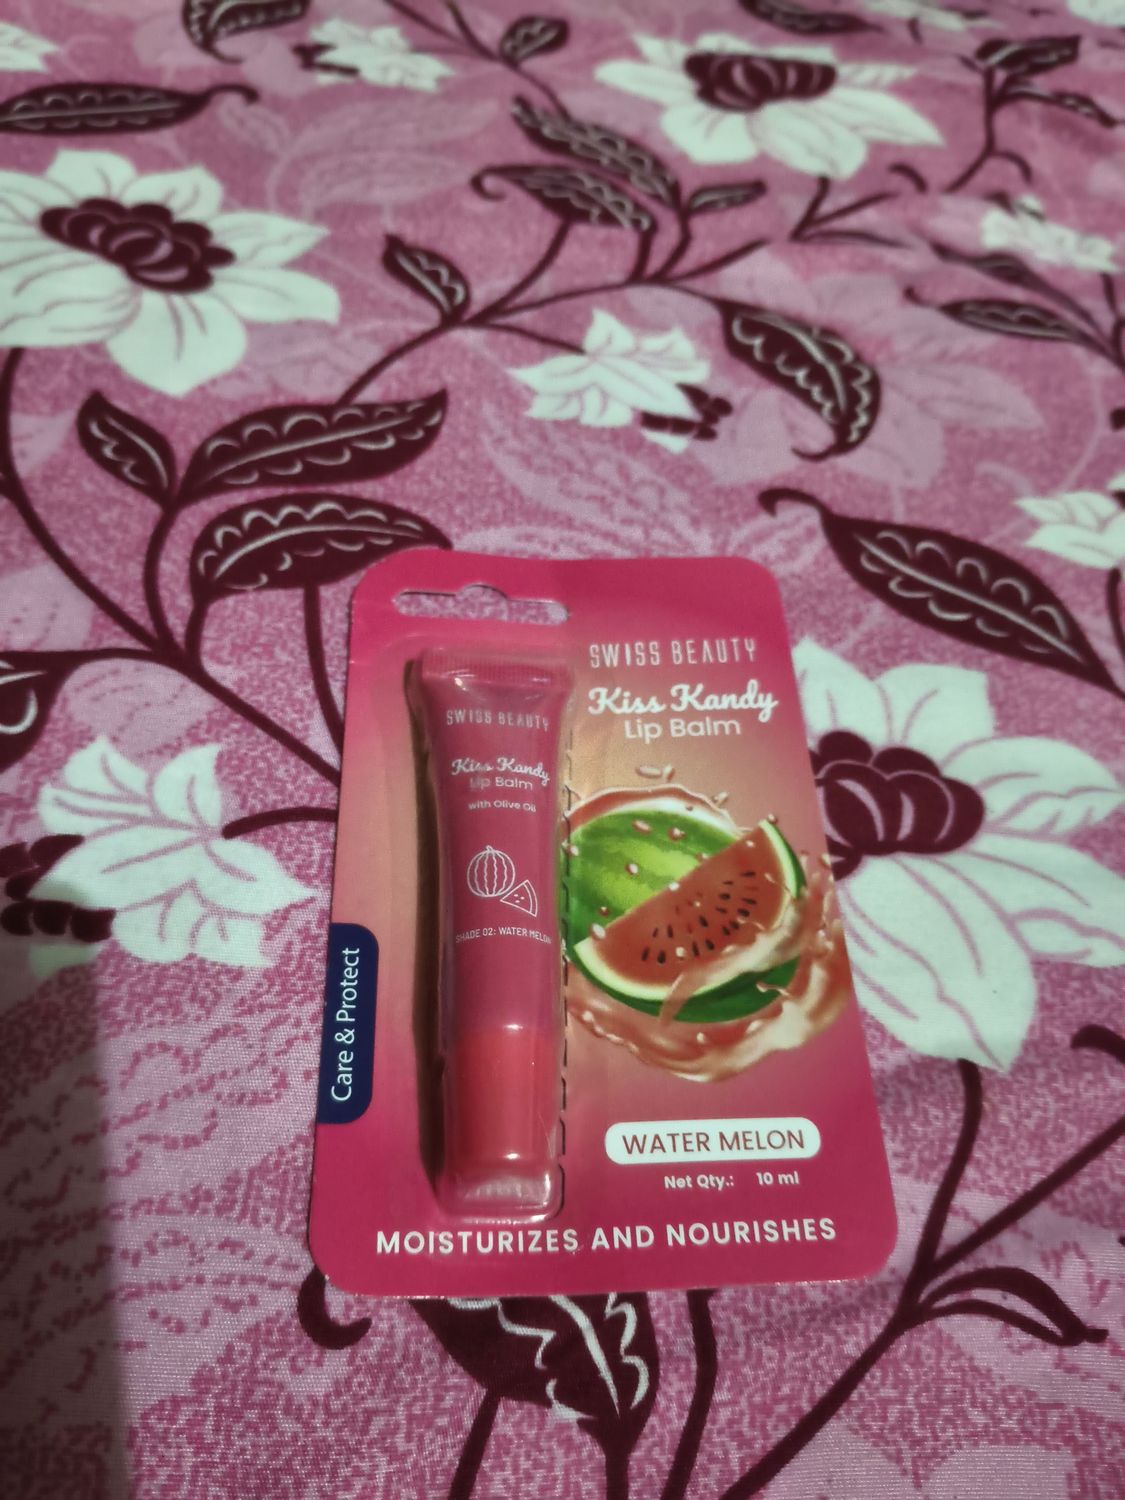 SWISS BEAUTY
Kiss Kandy
Lip Balm
SWISS BEAUTY
Kiss Kandy
Lip Balm
with Olive Oil
SHADE 02: WATER MELON
Care & Protect
WATER MELON
Net Qty.: 10 ml
MOISTURIZES AND NOURISHES